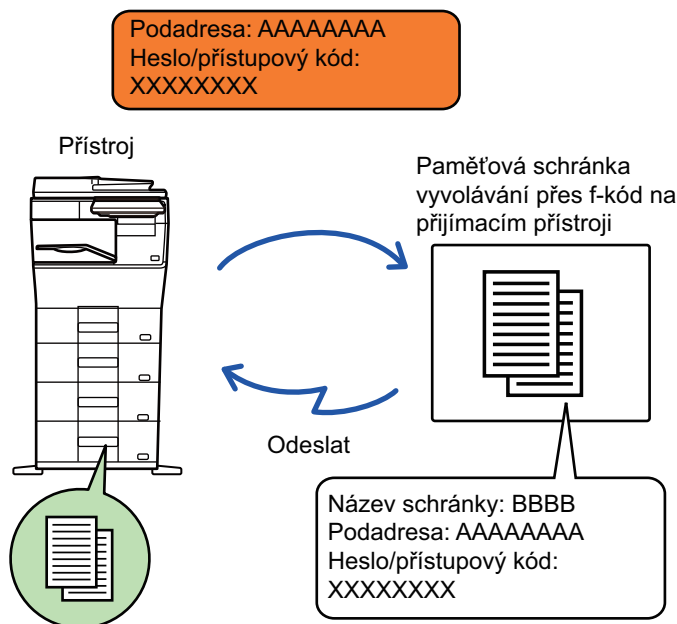 Podadresa: AAAAAAAA
Heslo/přístupový kód:
XXXXXXXX
Přístroj
Paměťová schránka
vyvolávání přes f-kód na
přijímacím přístroji
Odeslat
Název schránky: BBBB
Podadresa: AAAAAAAA
Heslo/přístupový kód:
XXXXXXXX